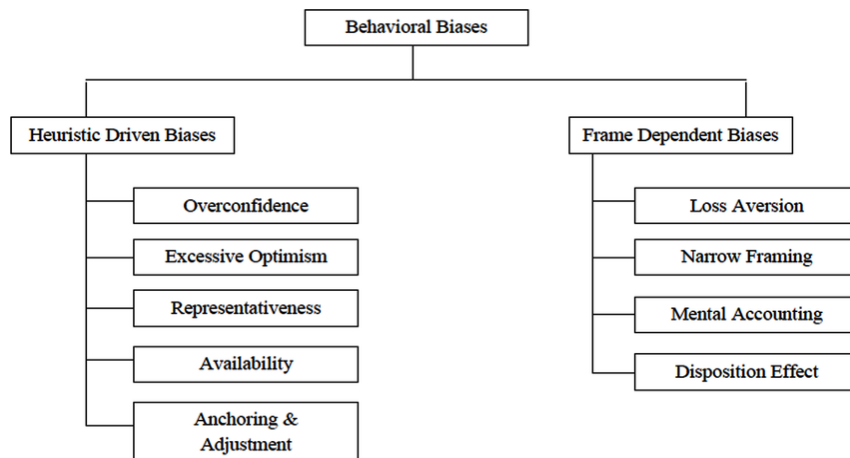 Behavioral Biases
Heuristic Driven Biases
Overconfidence
Excessive Optimism
Representativeness
Availability
Anchoring &
Adjustment
Frame Dependent Biases
Loss Aversion
Narrow Framing
Mental Accounting
Disposition Effect